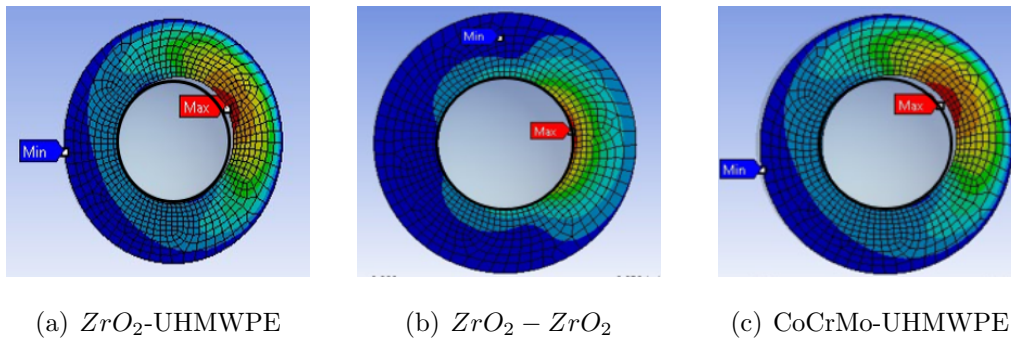 Max
Min
Min
Max
Max
Min
(a) ZrO₂-UHMWPE
(b) ZrO₂ − ZrO₂
(c) CoCrMo-UHMWPE